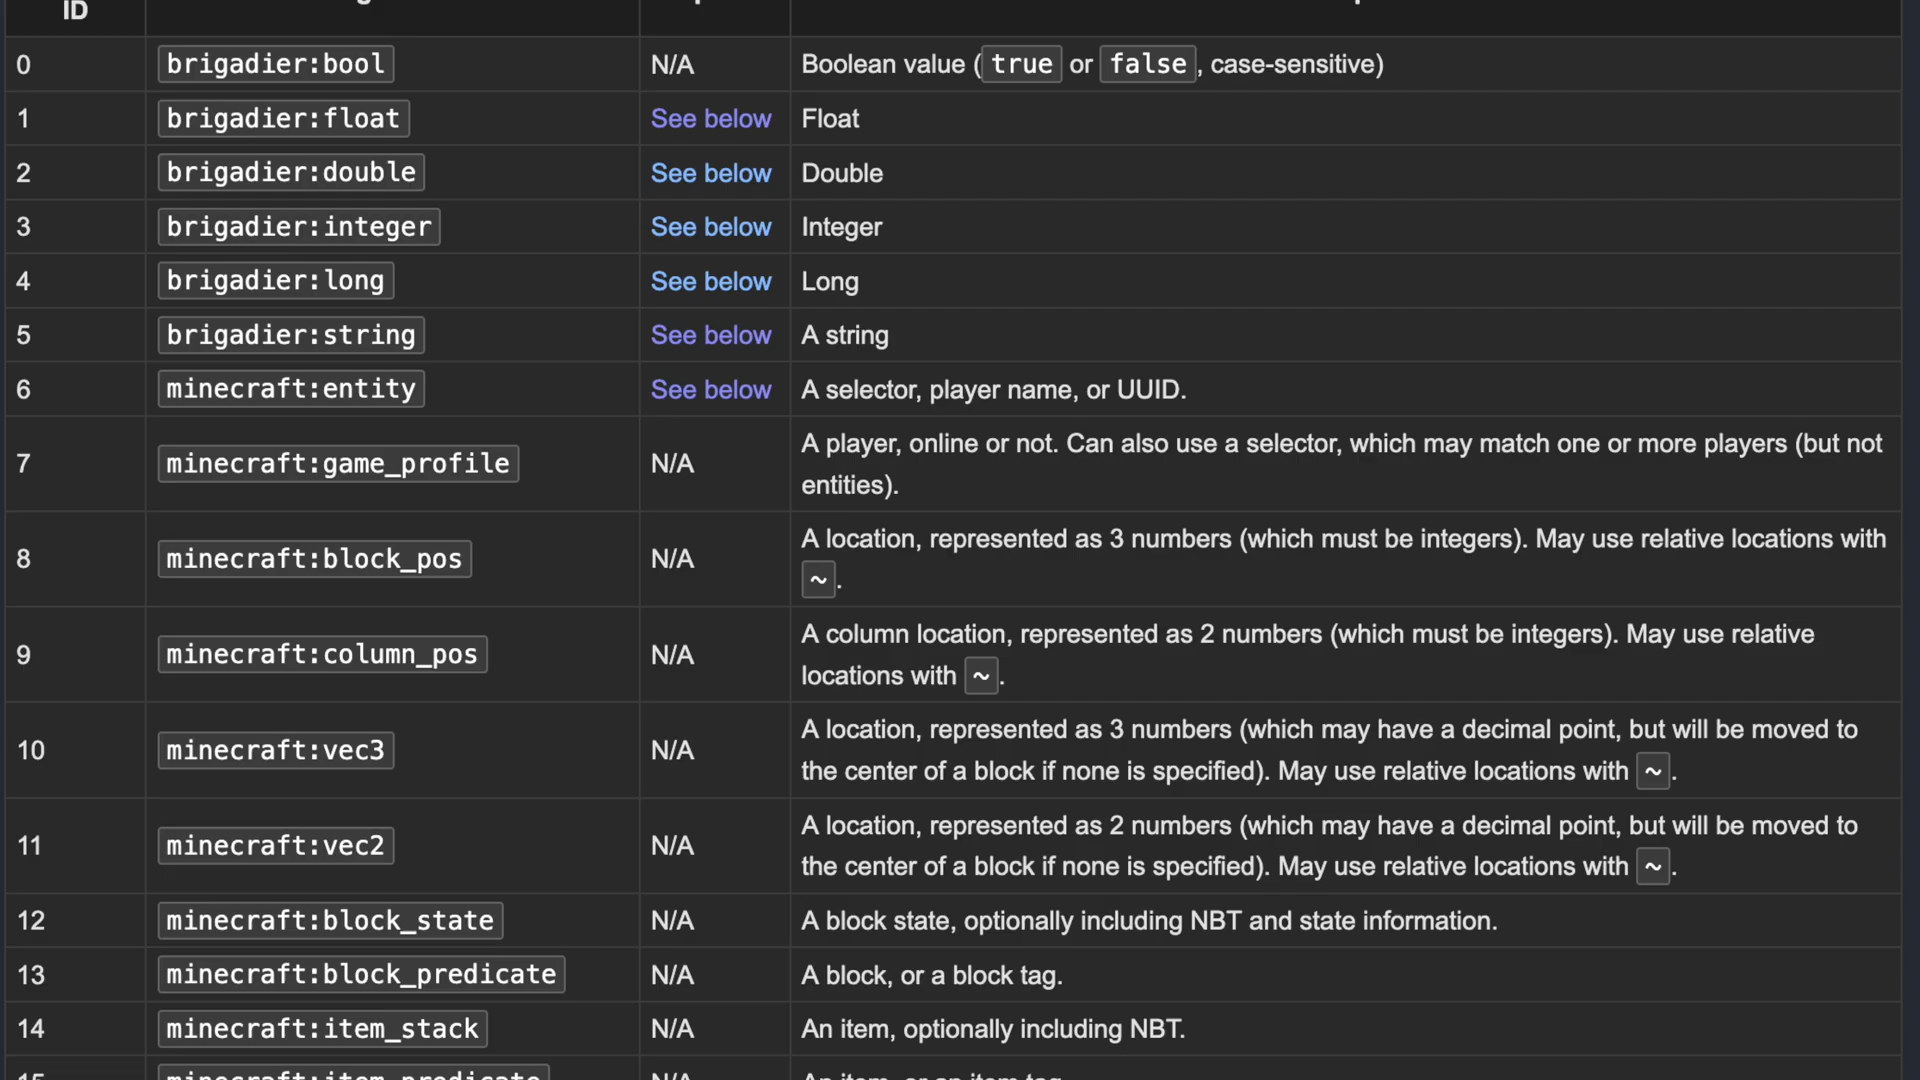 ID
0 brigadier:bool N/A Boolean value (true or false, case-sensitive)
1 brigadier:float See below Float
2 brigadier:double See below Double
3 brigadier:integer See below Integer
4 brigadier:long See below Long
5 brigadier:string See below A string
6 minecraft:entity See below A selector, player name, or UUID.
7 minecraft:game_profile N/A A player, online or not. Can also use a selector, which may match one or more players (but not
entities).
8 minecraft:block_pos N/A A location, represented as 3 numbers (which must be integers). May use relative locations with
~.
9 minecraft:column_pos N/A A column location, represented as 2 numbers (which must be integers). May use relative
locations with ~.
10 minecraft:vec3 N/A A location, represented as 3 numbers (which may have a decimal point, but will be moved to
the center of a block if none is specified). May use relative locations with ~.
11 minecraft:vec2 N/A A location, represented as 2 numbers (which may have a decimal point, but will be moved to
the center of a block if none is specified). May use relative locations with ~.
12 minecraft:block_state N/A A block state, optionally including NBT and state information.
13 minecraft:block_predicate N/A A block, or a block tag.
14 minecraft:item_stack N/A An item, optionally including NBT.
15 minecraft:item_predicate N/A An item, or an item tag.